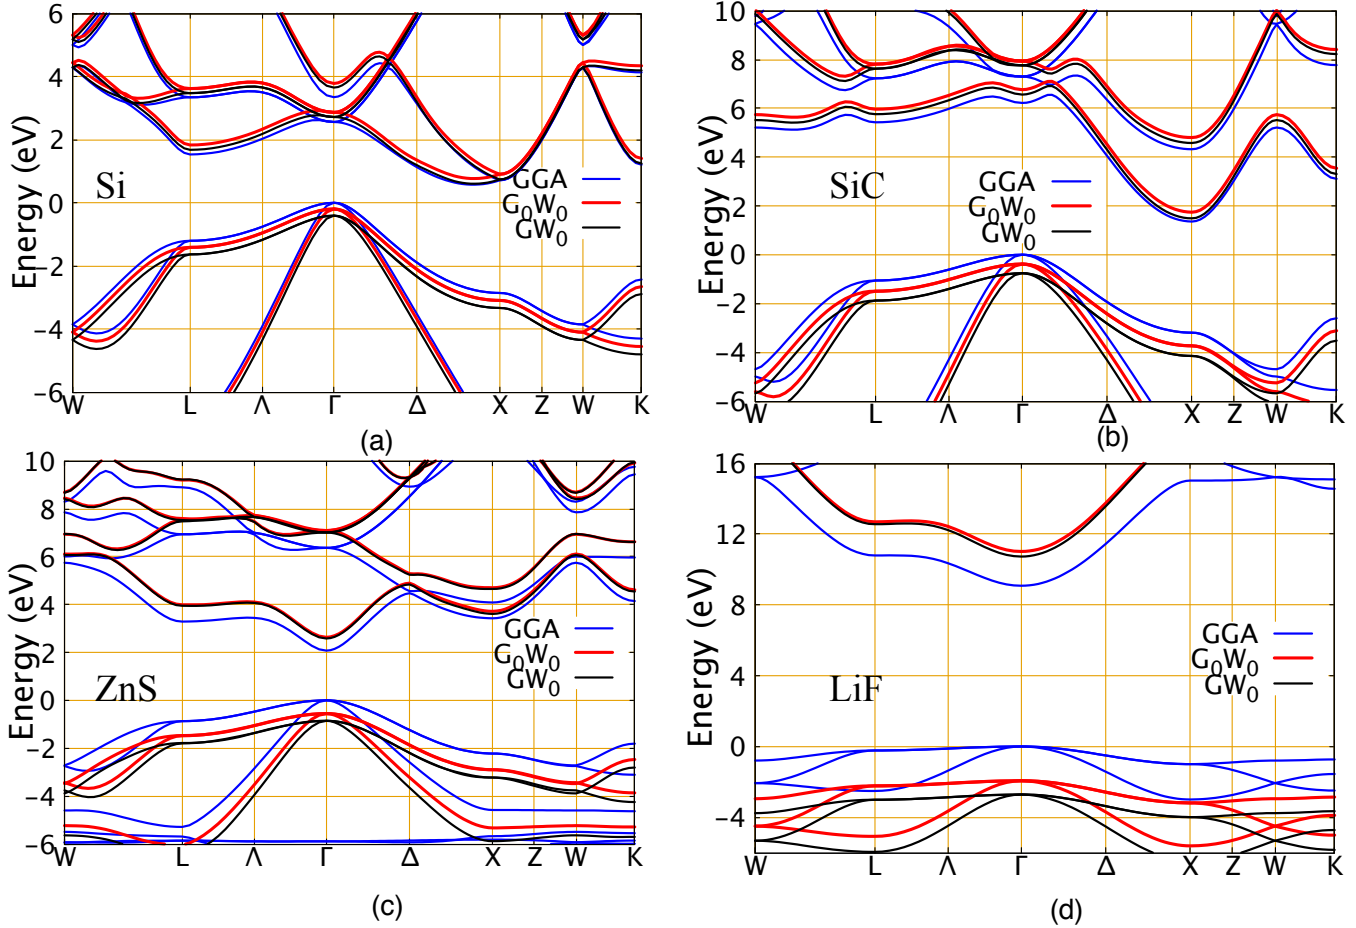 6
4
2
0
−2
−4
−6
Energy (eV)
Si
GGA
G₀W₀
GW₀
W L Λ Γ Δ X Z W K
(a)
10
8
6
4
2
0
−2
−4
−6
Energy (eV)
SiC
GGA
G₀W₀
GW₀
W L Λ Γ Δ X Z W K
(b)
10
8
6
4
2
0
−2
−4
−6
Energy (eV)
ZnS
GGA
G₀W₀
GW₀
W L Λ Γ Δ X Z W K
(c)
16
12
8
4
0
−4
Energy (eV)
LiF
GGA
G₀W₀
GW₀
W L Λ Γ Δ X Z W K
(d)